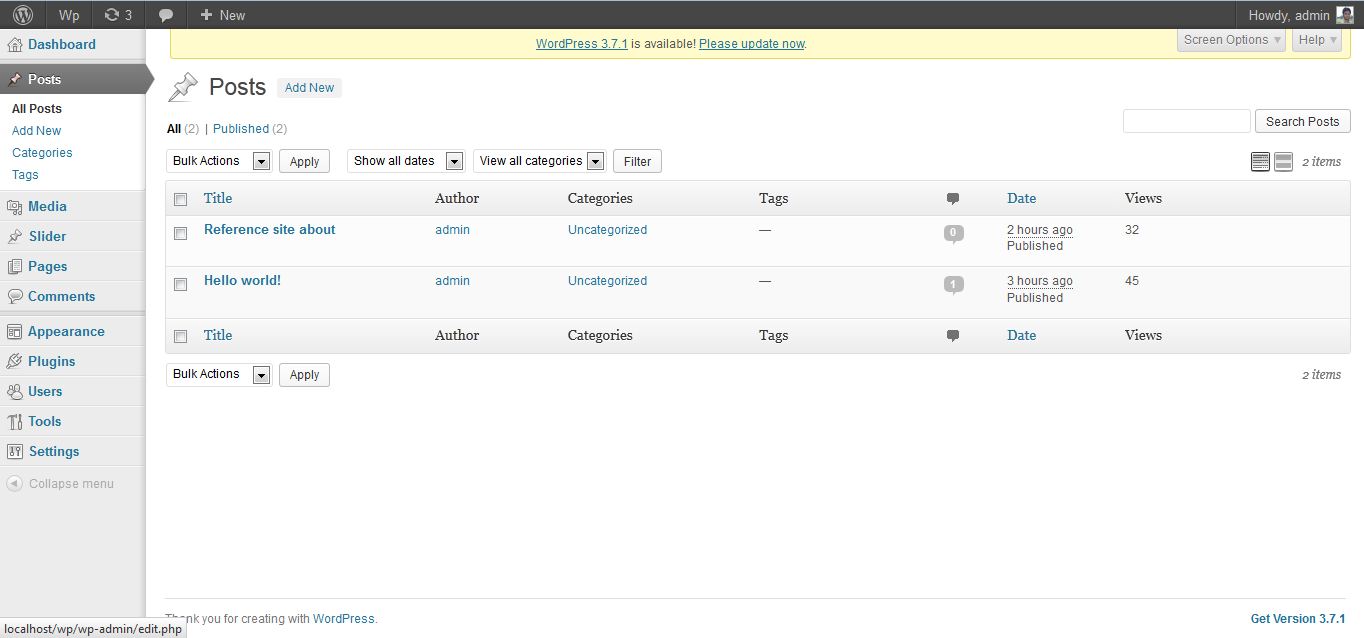 Wp 3 New Howdy, admin
WordPress 3.7.1 is available! Please update now.
Screen Options Help
Dashboard
Posts
All Posts
Add New
Categories
Tags
Media
Slider
Pages
Comments
Appearance
Plugins
Users
Tools
Settings
Collapse menu
Posts Add New
All (2) | Published (2)
Search Posts
Bulk Actions Apply Show all dates View all categories Filter 2 items
Title Author Categories Tags Date Views
Reference site about admin Uncategorized — 0 2 hours ago 32
Published
Hello world! admin Uncategorized — 1 3 hours ago 45
Published
Title Author Categories Tags Date Views
Bulk Actions Apply 2 items
you for creating with WordPress. Get Version 3.7.1
localhost/wp/wp-admin/edit.php